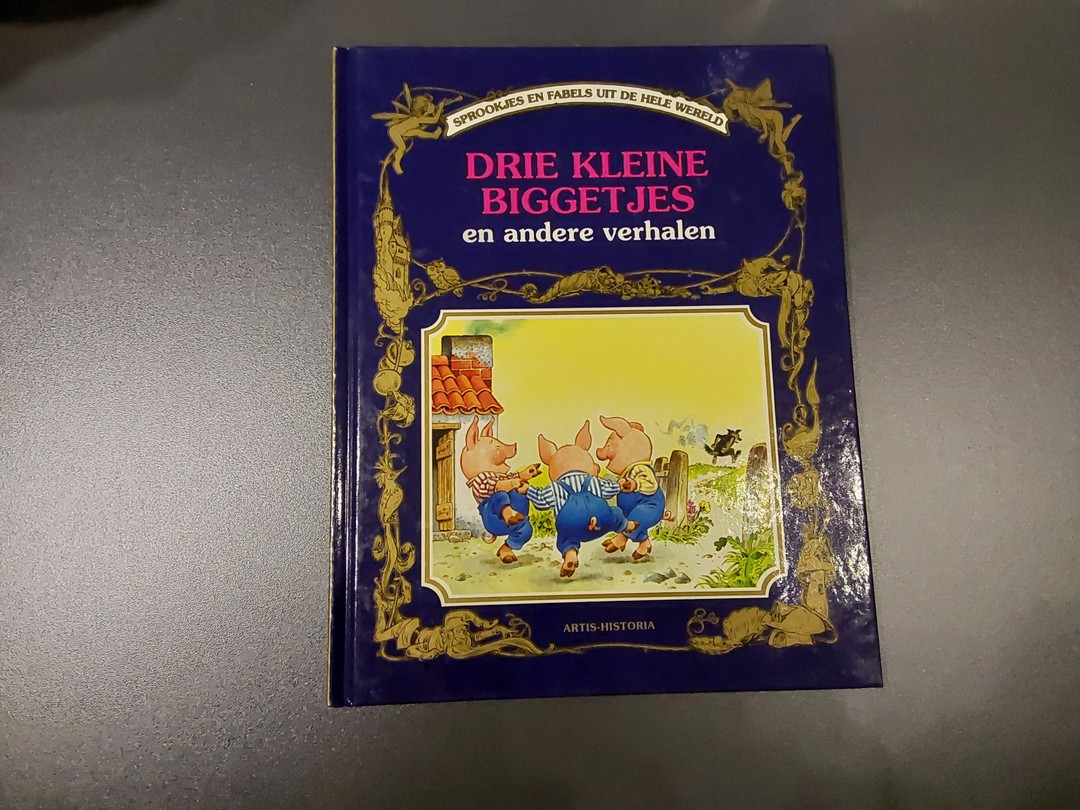 SPROOKJES EN FABELS UIT DE HELE WERELD
DRIE KLEINE
BIGGETJES
en andere verhalen
ARTIS-HISTORIA